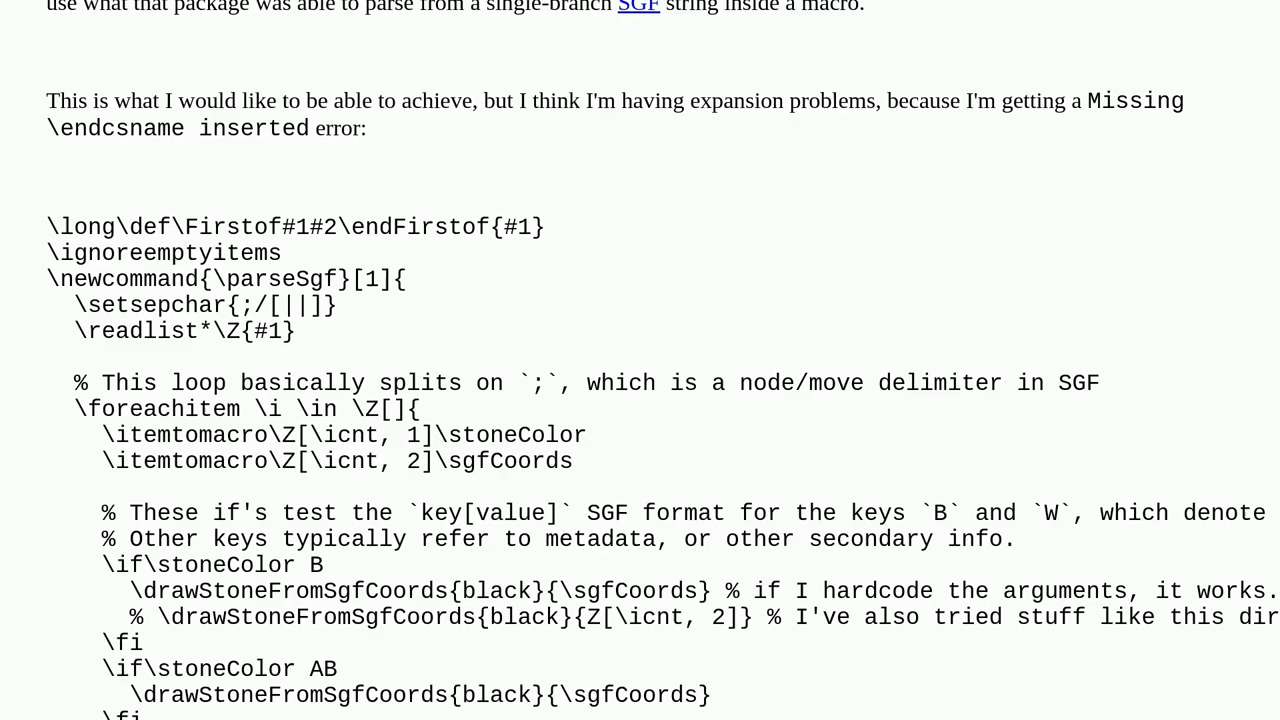 use what that package was able to parse from a single-branch SGF string inside a macro.
This is what I would like to be able to achieve, but I think I'm having expansion problems, because I'm getting a Missing
\endcsname inserted error:
\long\def\Firstof#1#2\endFirstof{#1}
\ignoreemptyitems
\newcommand{\parseSgf}[1]{
  \setsepchar{;/[||]}
  \readlist*\Z{#1}
  % This loop basically splits on `;`, which is a node/move delimiter in SGF
  \foreachitem \i \in \Z[]{
    \itemtomacro\Z[\icnt, 1]\stoneColor
    \itemtomacro\Z[\icnt, 2]\sgfCoords
    % These if's test the `key[value]` SGF format for the keys `B` and `W`, which denote
    % Other keys typically refer to metadata, or other secondary info.
    \if\stoneColor B
      \drawStoneFromSgfCoords{black}{\sgfCoords} % if I hardcode the arguments, it works.
      % \drawStoneFromSgfCoords{black}{Z[\icnt, 2]} % I've also tried stuff like this dir
    \fi
    \if\stoneColor AB
      \drawStoneFromSgfCoords{black}{\sgfCoords}
    \fi